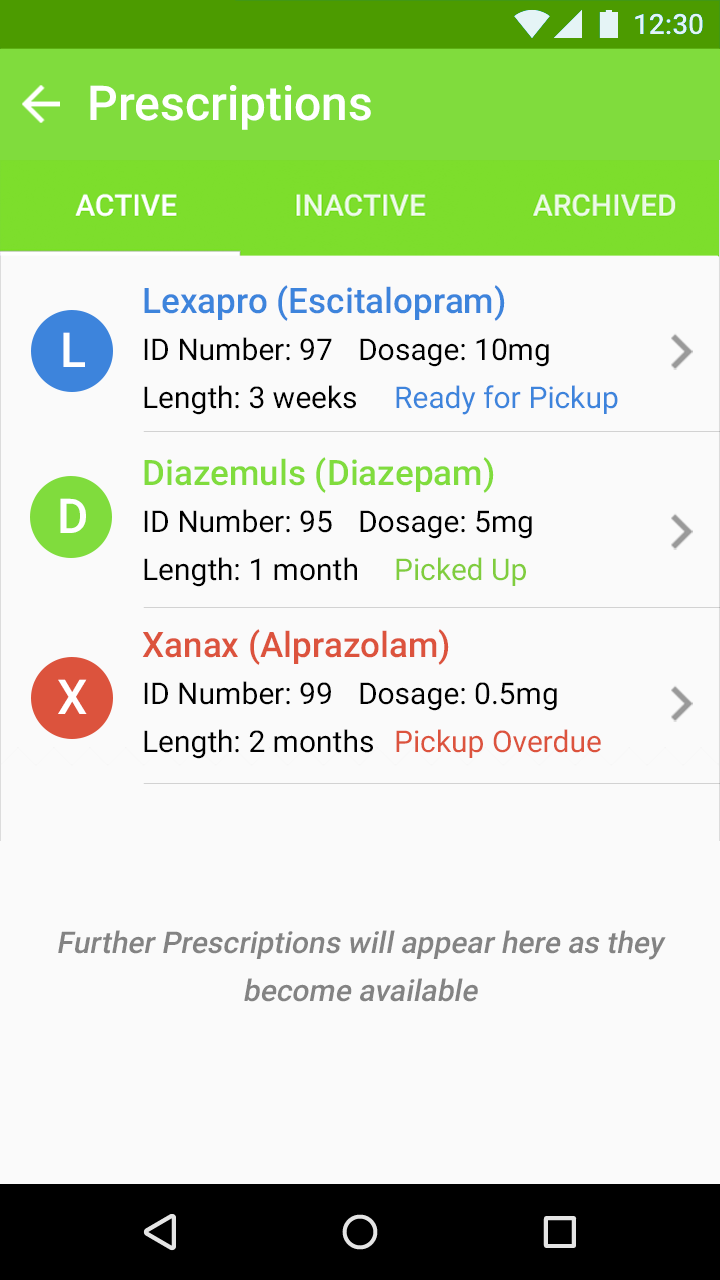 12:30
Prescriptions
ACTIVE INACTIVE ARCHIVED
Lexapro (Escitalopram)
L
ID Number: 97 Dosage: 10mg
Length: 3 weeks Ready for Pickup
Diazemuls (Diazepam)
D
ID Number: 95 Dosage: 5mg
Length: 1 month Picked Up
Xanax (Alprazolam)
X
ID Number: 99 Dosage: 0.5mg
Length: 2 months Pickup Overdue
Further Prescriptions will appear here as they
become available